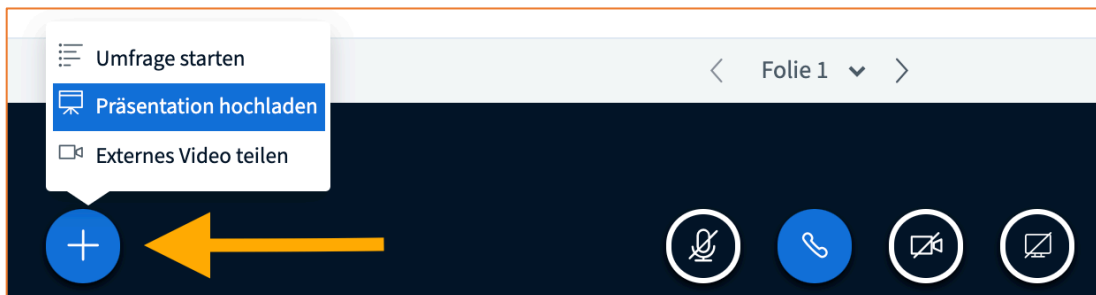 Umfrage starten
Präsentation hochladen
Externes Video teilen
Folie 1